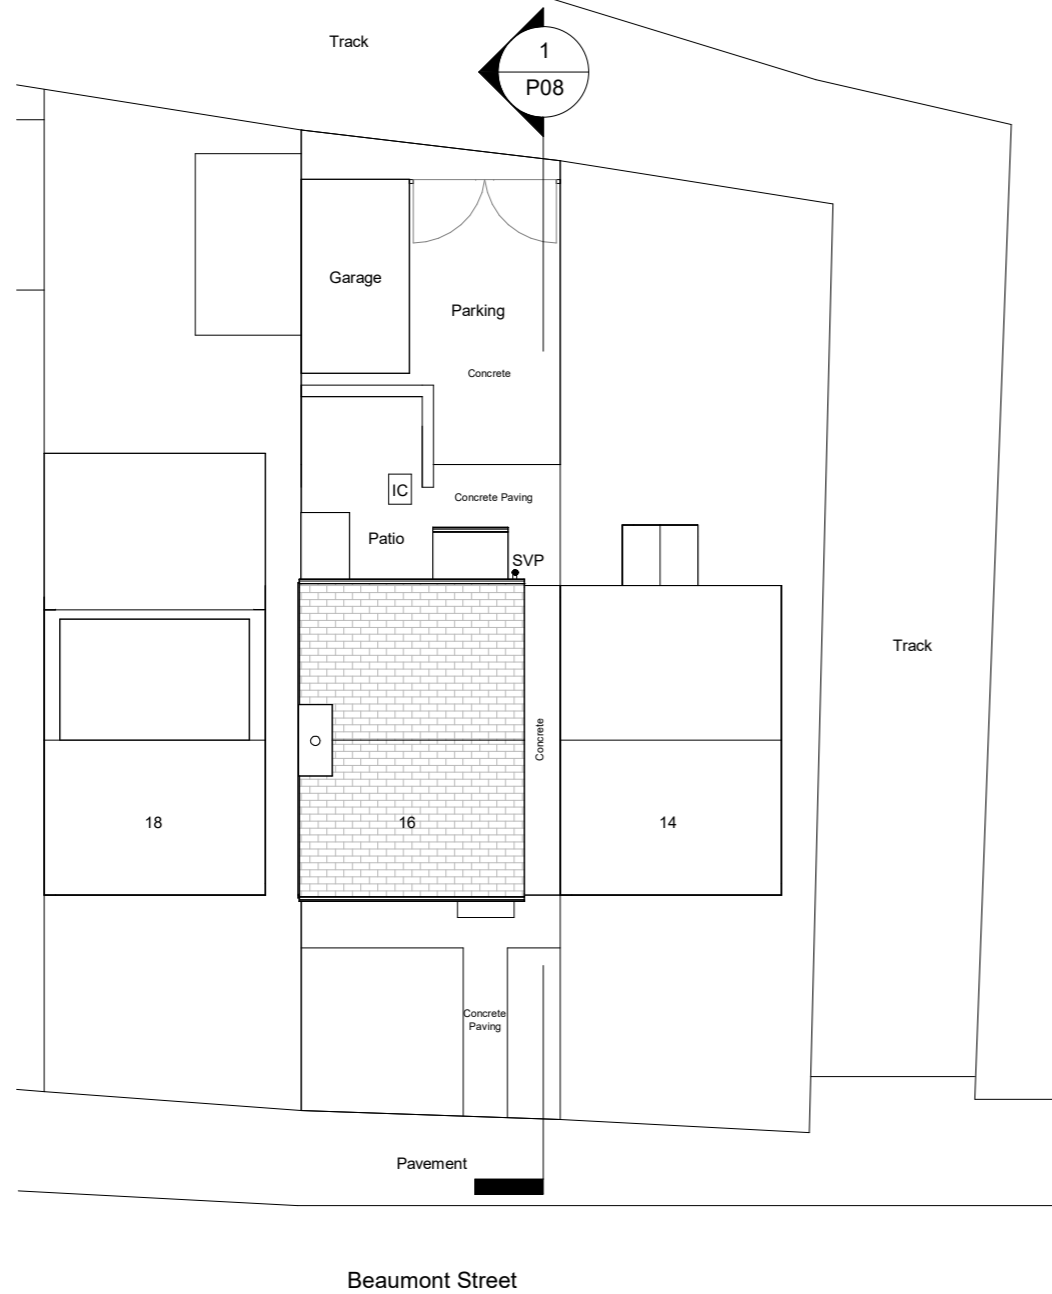 Track
1
P08
Garage
Parking
Concrete
IC
Concrete Paving
Patio
SVP
Track
Concrete
18
16
14
Concrete
Paving
Pavement
Beaumont Street